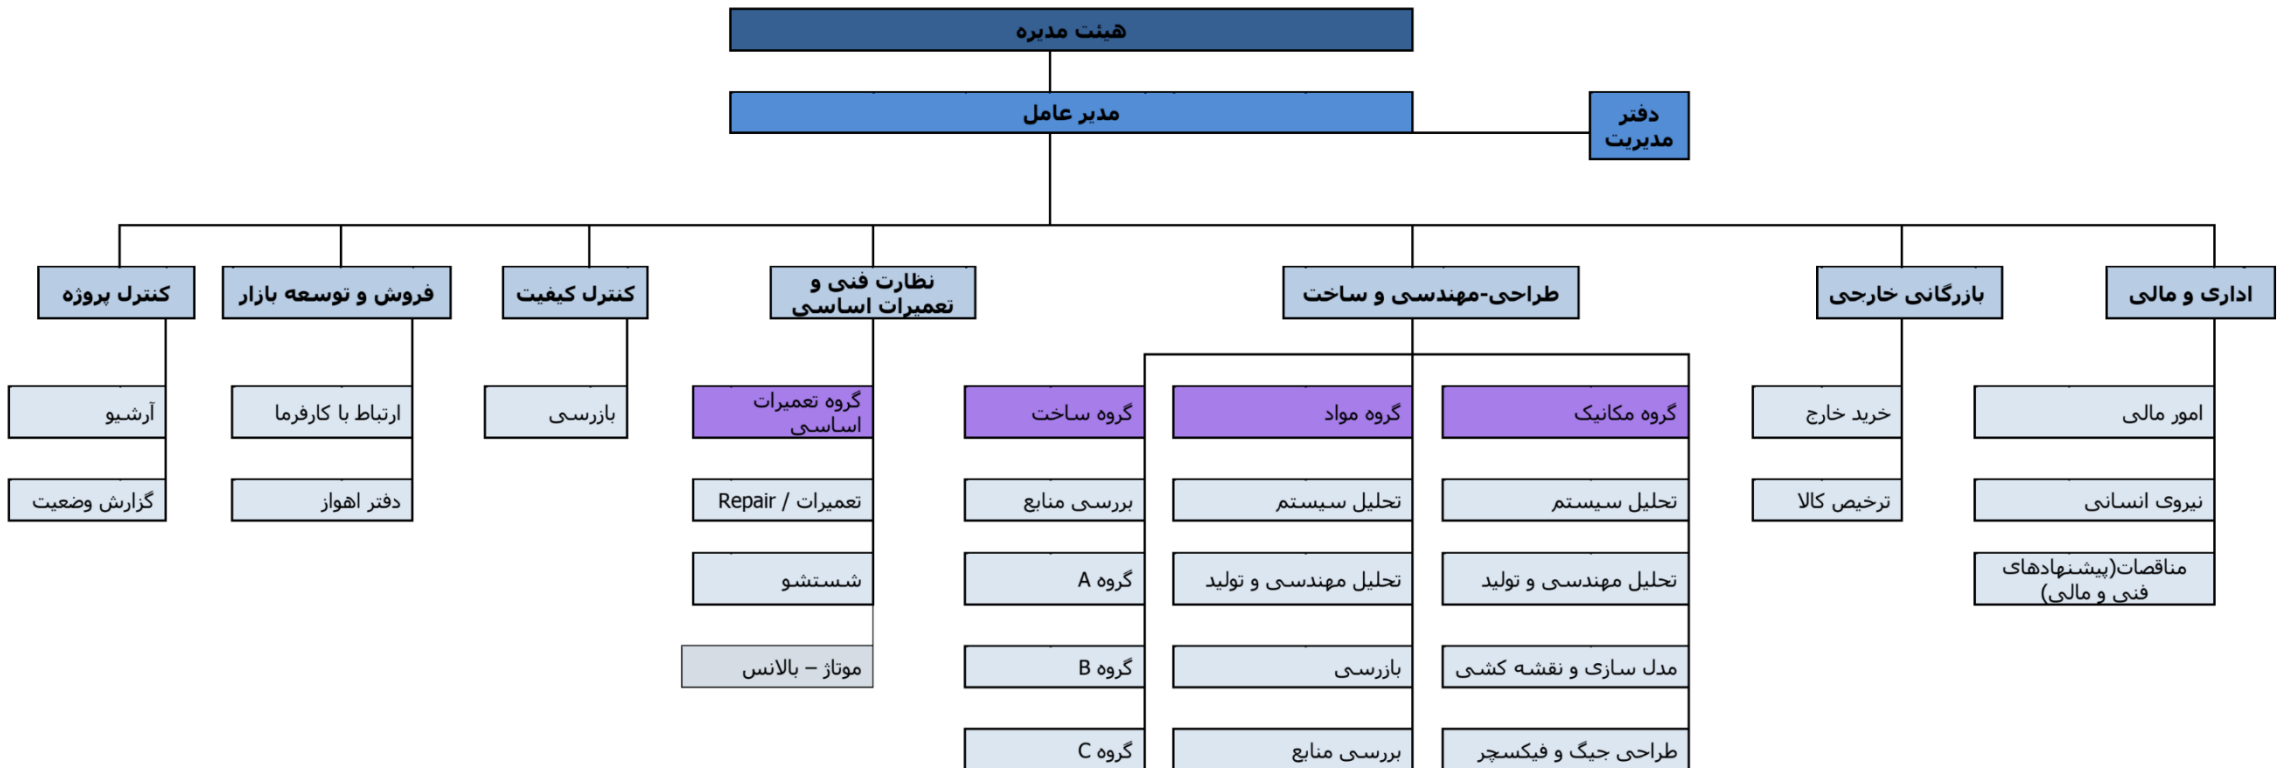 هیئت مدیره
مدیر عامل
دفتر
مدیریت
اداری و مالی
بازرگانی خارجی
طراحی-مهندسی و ساخت
نظارت فنی و
تعمیرات اساسی
کنترل کیفیت
فروش و توسعه بازار
کنترل پروژه
امور مالی
نیروی انسانی
مناقصات(پیشنهادهای
فنی و مالی)
خرید خارج
ترخیص کالا
گروه مکانیک
تحلیل سیستم
تحلیل مهندسی و تولید
مدل سازی و نقشه کشی
طراحی جیگ و فیکسچر
گروه مواد
تحلیل سیستم
تحلیل مهندسی و تولید
بازرسی
بررسی منابع
گروه ساخت
بررسی منابع
گروه A
گروه B
گروه C
گروه تعمیرات
اساسی
تعمیرات / Repair
شستشو
موتاژ – بالانس
بازرسی
ارتباط با کارفرما
دفتر اهواز
آرشیو
گزارش وضعیت